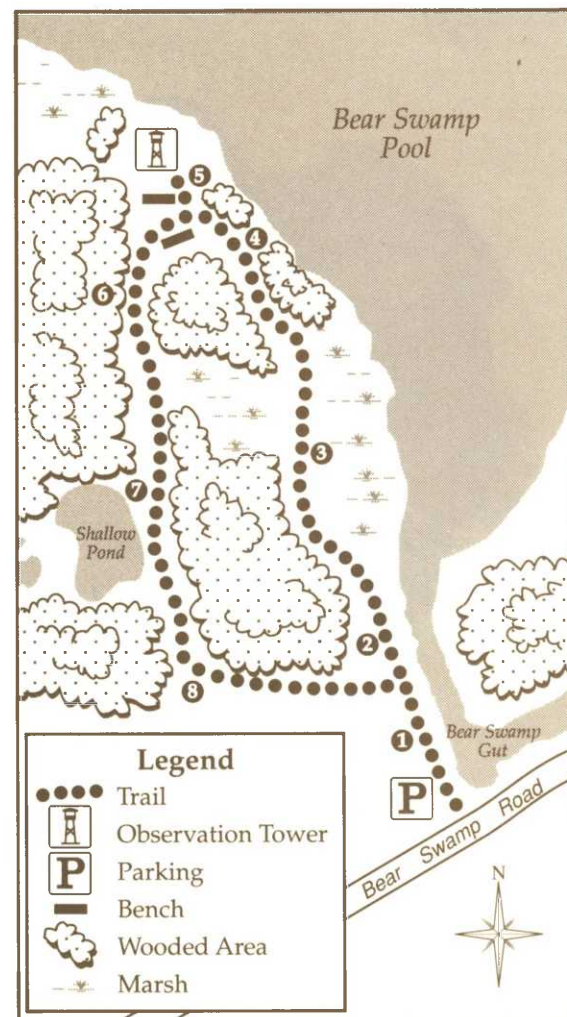 Bear Swamp
Pool
5
4
6
3
7
Shallow
Pond
2
8
Bear Swamp
Gut
1
P
Bear Swamp Road
Legend
Trail
Observation Tower
P
Parking
Bench
Wooded Area
Marsh
N